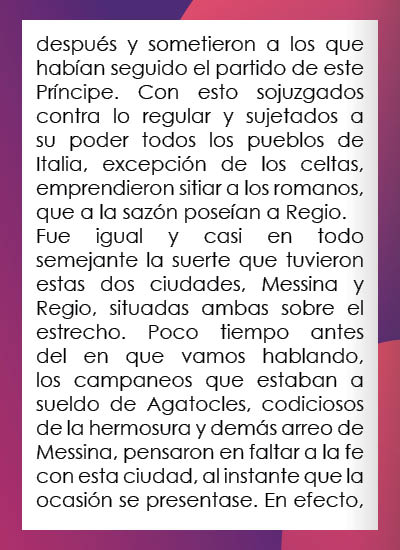 después y sometieron a los que
habían seguido el partido de este
Príncipe. Con esto sojuzgados
contra lo regular y sujetados a
su poder todos los pueblos de
Italia, excepción de los celtas,
emprendieron sitiar a los romanos,
que a la sazón poseían a Regio.
Fue igual y casi en todo
semejante la suerte que tuvieron
estas dos ciudades, Messina y
Regio, situadas ambas sobre el
estrecho. Poco tiempo antes
del en que vamos hablando,
los campaneos que estaban a
sueldo de Agatocles, codiciosos
de la hermosura y demás arreo de
Messina, pensaron en faltar a la fe
con esta ciudad, al instante que la
ocasión se presentase. En efecto,